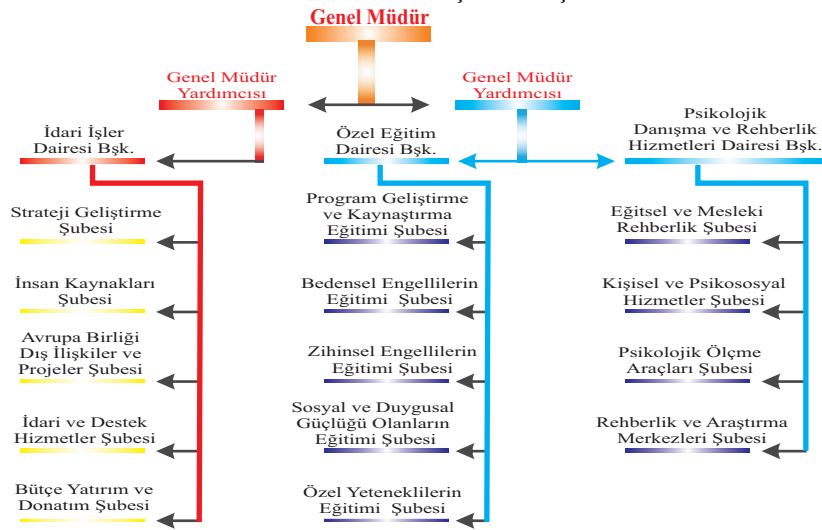 Genel Müdür
Genel Müdür
Yardımcısı
Genel Müdür
Yardımcısı
İdari İşler
Dairesi Bşk.
Özel Eğitim
Dairesi Bşk.
Psikolojik
Danışma ve Rehberlik
Hizmetleri Dairesi Bşk.
Strateji Geliştirme
Şubesi
İnsan Kaynakları
Şubesi
Avrupa Birliği
Dış İlişkiler ve
Projeler Şubesi
İdari ve Destek
Hizmetler Şubesi
Bütçe Yatırım ve
Donatım Şubesi
Program Geliştirme
ve Kaynaştırma
Eğitimi Şubesi
Bedensel Engellilerin
Eğitimi Şubesi
Zihinsel Engellilerin
Eğitimi Şubesi
Sosyal ve Duygusal
Güçlüğü Olanların
Eğitimi Şubesi
Özel Yeteneklilerin
Eğitimi Şubesi
Eğitsel ve Mesleki
Rehberlik Şubesi
Kişisel ve Psikososyal
Hizmetler Şubesi
Psikolojik Ölçme
Araçları Şubesi
Rehberlik ve Araştırma
Merkezleri Şubesi